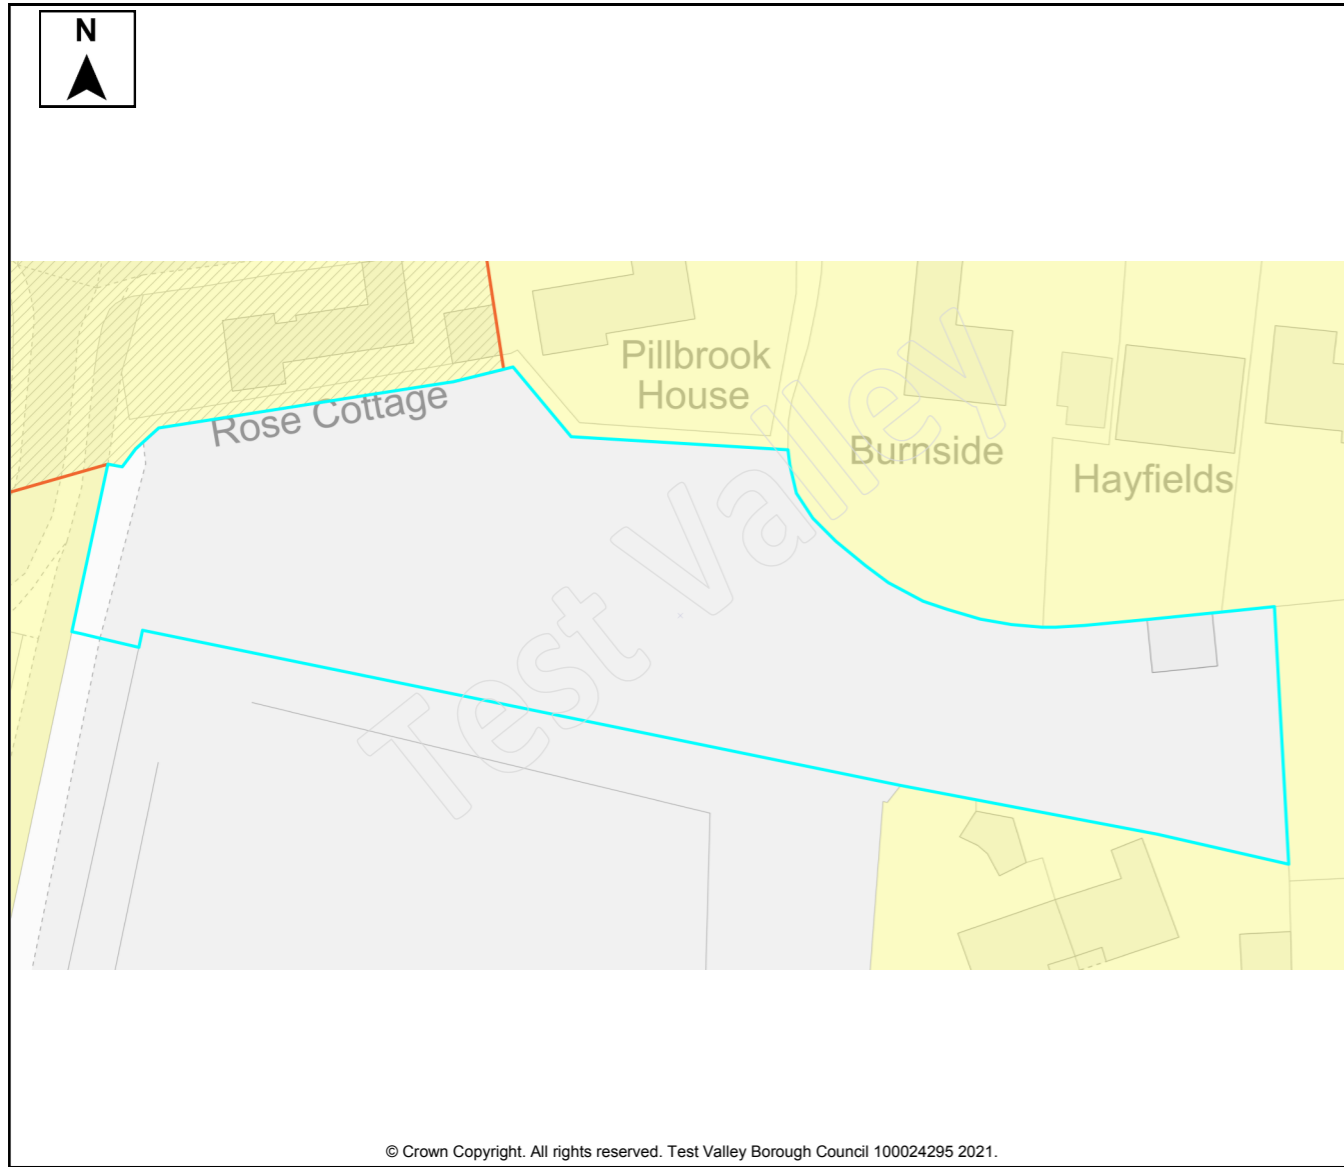 N
Pillbrook
House
Rose Cottage
Burnside
Hayfields
Test Valley
© Crown Copyright. All rights reserved. Test Valley Borough Council 100024295 2021.